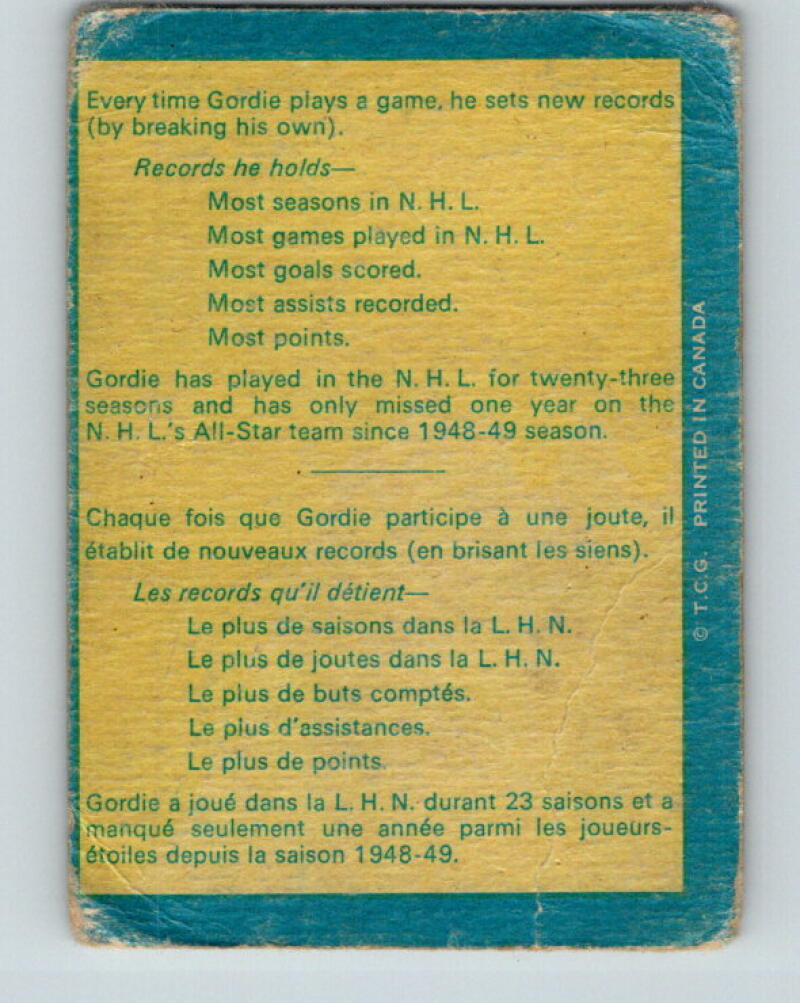 Every time Gordie plays a game, he sets new records
(by breaking his own).
Records he holds—
Most seasons in N. H. L.
Most games played in N. H. L.
Most goals scored.
Most assists recorded.
Most points.
Gordie has played in the N. H. L. for twenty-three
seasons and has only missed one year on the
N. H. L.'s All-Star team since 1948-49 season.
Chaque fois que Gordie participe à une joute, il
établit de nouveaux records (en brisant les siens).
Les records qu'il détient—
Le plus de saisons dans la L. H. N.
Le plus de joutes dans la L. H. N.
Le plus de buts comptés.
Le plus d'assistances.
Le plus de points.
Gordie a joué dans la L. H. N. durant 23 saisons et a
manqué seulement une année parmi les joueurs-
étoiles depuis la saison 1948-49.
© T.C.G. PRINTED IN CANADA